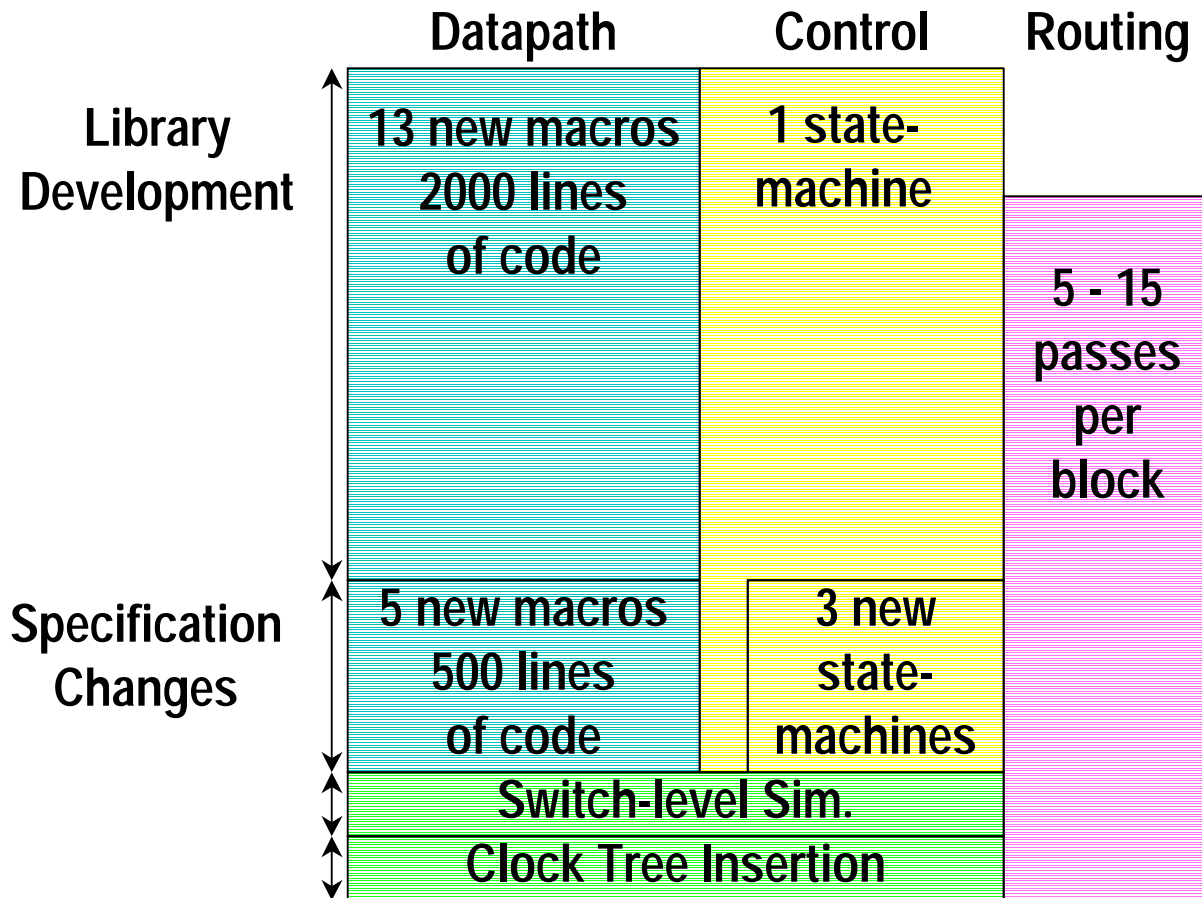 Datapath
Control
Routing
Library
Development
13 new macros
2000 lines
of code
1 state-
machine
5 - 15
passes
per
block
Specification
Changes
5 new macros
500 lines
of code
3 new
state-
machines
Switch-level Sim.
Clock Tree Insertion